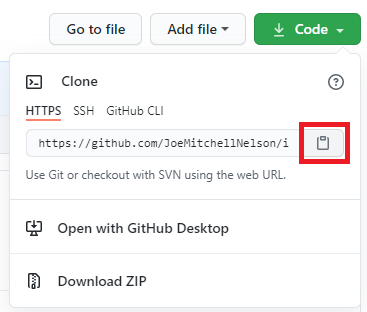 Go to file Add file Code
Clone
HTTPS SSH GitHub CLI
https://github.com/JoeMitchellNelson/i
Use Git or checkout with SVN using the web URL.
Open with GitHub Desktop
Download ZIP